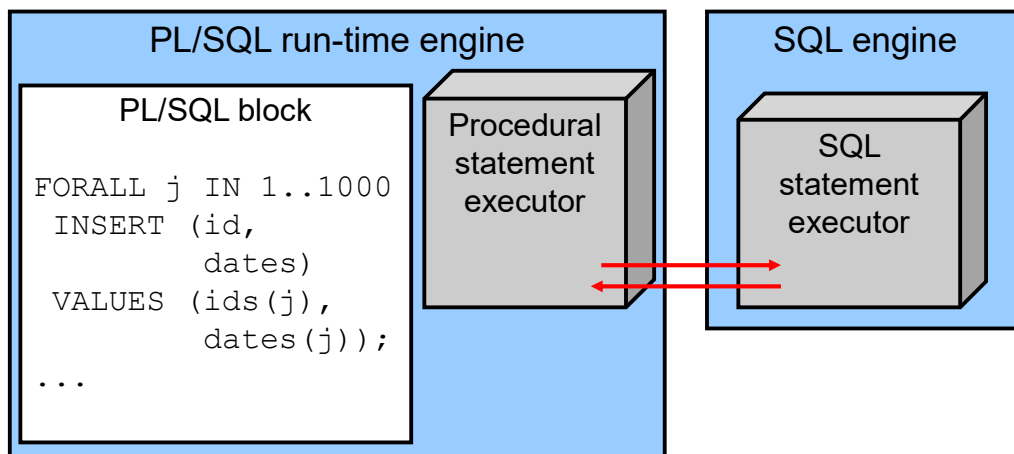 PL/SQL run-time engine
PL/SQL block
FORALL j IN 1..1000
INSERT (id,
dates)
VALUES (ids(j),
dates(j));
...
Procedural
statement
executor
SQL engine
SQL
statement
executor